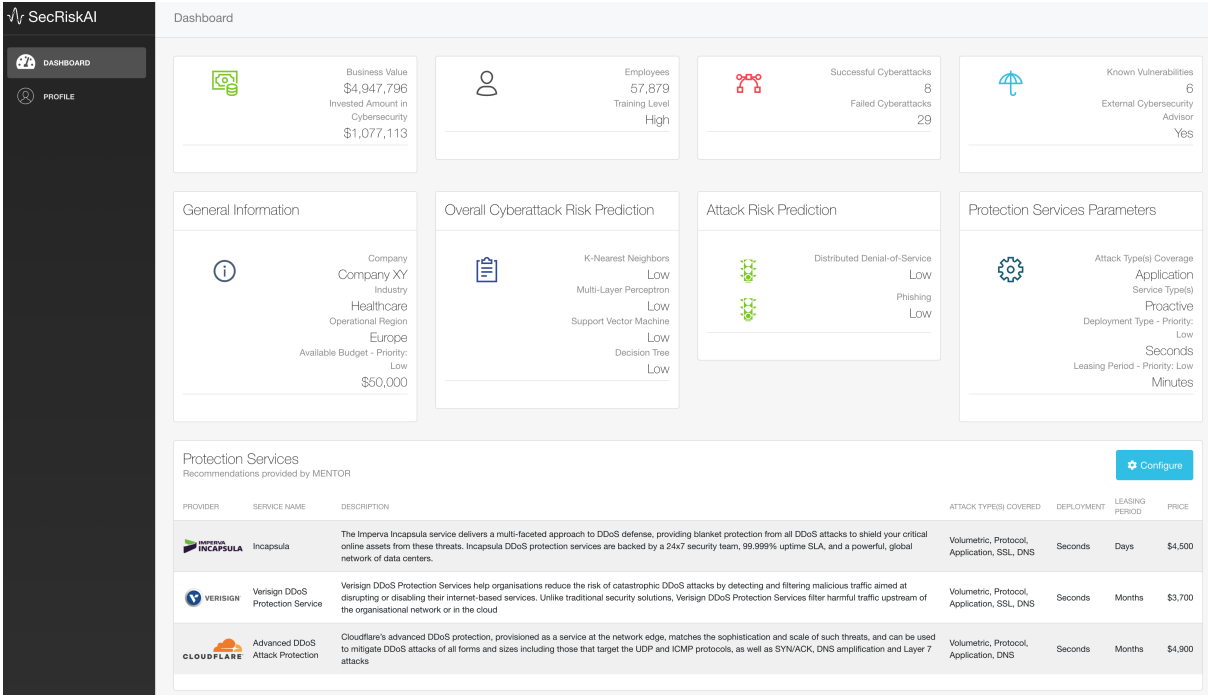 SecRiskAI
DASHBOARD
PROFILE
Dashboard
Business Value
$4,947,796
Invested Amount in
Cybersecurity
$1,077,113
Employees
57,879
Training Level
High
Successful Cyberattacks
8
Failed Cyberattacks
29
Known Vulnerabilities
6
External Cybersecurity
Advisor
Yes
General Information
Company
Company XY
Industry
Healthcare
Operational Region
Europe
Available Budget - Priority:
Low
$50,000
Overall Cyberattack Risk Prediction
K-Nearest Neighbors
Low
Multi-Layer Perceptron
Low
Support Vector Machine
Low
Decision Tree
Low
Attack Risk Prediction
Distributed Denial-of-Service
Low
Phishing
Low
Protection Services Parameters
Attack Type(s) Coverage
Application
Service Type(s)
Proactive
Deployment Type - Priority:
Low
Seconds
Leasing Period - Priority: Low
Minutes
Protection Services
Recommendations provided by MENTOR
Configure
PROVIDER SERVICE NAME DESCRIPTION ATTACK TYPE(S) COVERED DEPLOYMENT LEASING PERIOD PRICE
IMPERVA
INCAPSULA
Incapsula
The Imperva Incapsula service delivers a multi-faceted approach to DDoS defense, providing blanket protection from all DDoS attacks to shield your critical
online assets from these threats. Incapsula DDoS protection services are backed by a 24x7 security team, 99.999% uptime SLA, and a powerful, global
network of data centers.
Volumetric, Protocol,
Application, SSL, DNS
Seconds
Days
$4,500
VERISIGN
Verisign DDoS
Protection Service
Verisign DDoS Protection Services help organisations reduce the risk of catastrophic DDoS attacks by detecting and filtering malicious traffic aimed at
disrupting or disabling their internet-based services. Unlike traditional security solutions, Verisign DDoS Protection Services filter harmful traffic upstream of
the organisational network or in the cloud
Volumetric, Protocol,
Application, SSL, DNS
Seconds
Months
$3,700
CLOUDFLARE
Advanced DDoS
Attack Protection
Cloudflare's advanced DDoS protection, provisioned as a service at the network edge, matches the sophistication and scale of such threats, and can be used
to mitigate DDoS attacks of all forms and sizes including those that target the UDP and ICMP protocols, as well as SYN/ACK, DNS amplification and Layer 7
attacks
Volumetric, Protocol,
Application, DNS
Seconds
Months
$4,900